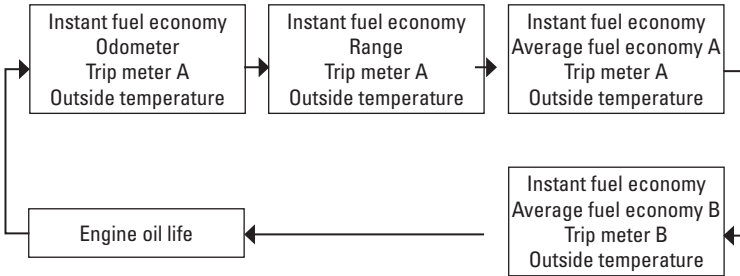 Instant fuel economy
Odometer
Trip meter A
Outside temperature
Instant fuel economy
Range
Trip meter A
Outside temperature
Instant fuel economy
Average fuel economy A
Trip meter A
Outside temperature
Instant fuel economy
Average fuel economy B
Trip meter B
Outside temperature
Engine oil life